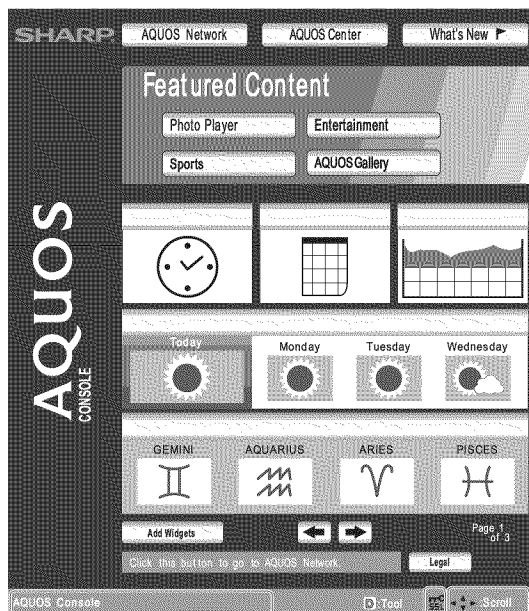 SHARP
AQUOS Network
AQUOS Center
What's New
Featured Content
Photo Player
Entertainment
Sports
AQUOS Gallery
AQUOS
CONSOLE
Today
Monday
Tuesday
Wednesday
GEMINI
AQUARIUS
ARIES
PISCES
Add Widgets
Page 1
of 3
Click this button to go to AQUOS Network.
Legal
AQUOS Console
D:Tool
:Scroll